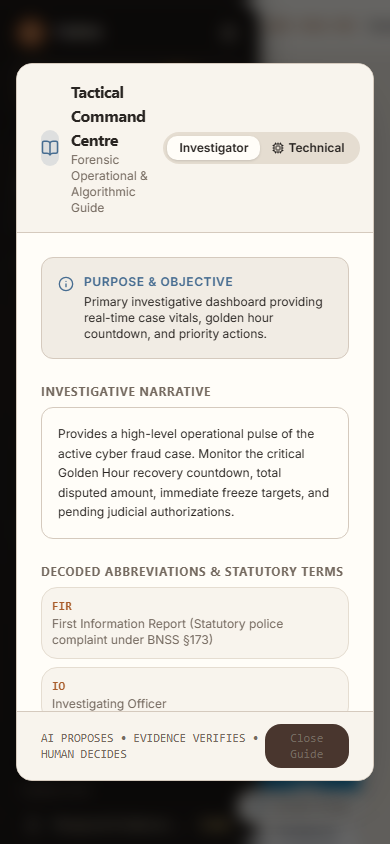 Tactical
Command
Centre
Forensic
Operational &
Algorithmic
Guide
Investigator
Technical
PURPOSE & OBJECTIVE
Primary investigative dashboard providing
real-time case vitals, golden hour
countdown, and priority actions.
INVESTIGATIVE NARRATIVE
Provides a high-level operational pulse of the
active cyber fraud case. Monitor the critical
Golden Hour recovery countdown, total
disputed amount, immediate freeze targets, and
pending judicial authorizations.
DECODED ABBREVIATIONS & STATUTORY TERMS
FIR
First Information Report (Statutory police
complaint under BNSS §173)
IO
Investigating Officer
AI PROPOSES • EVIDENCE VERIFIES •
HUMAN DECIDES
Close
Guide